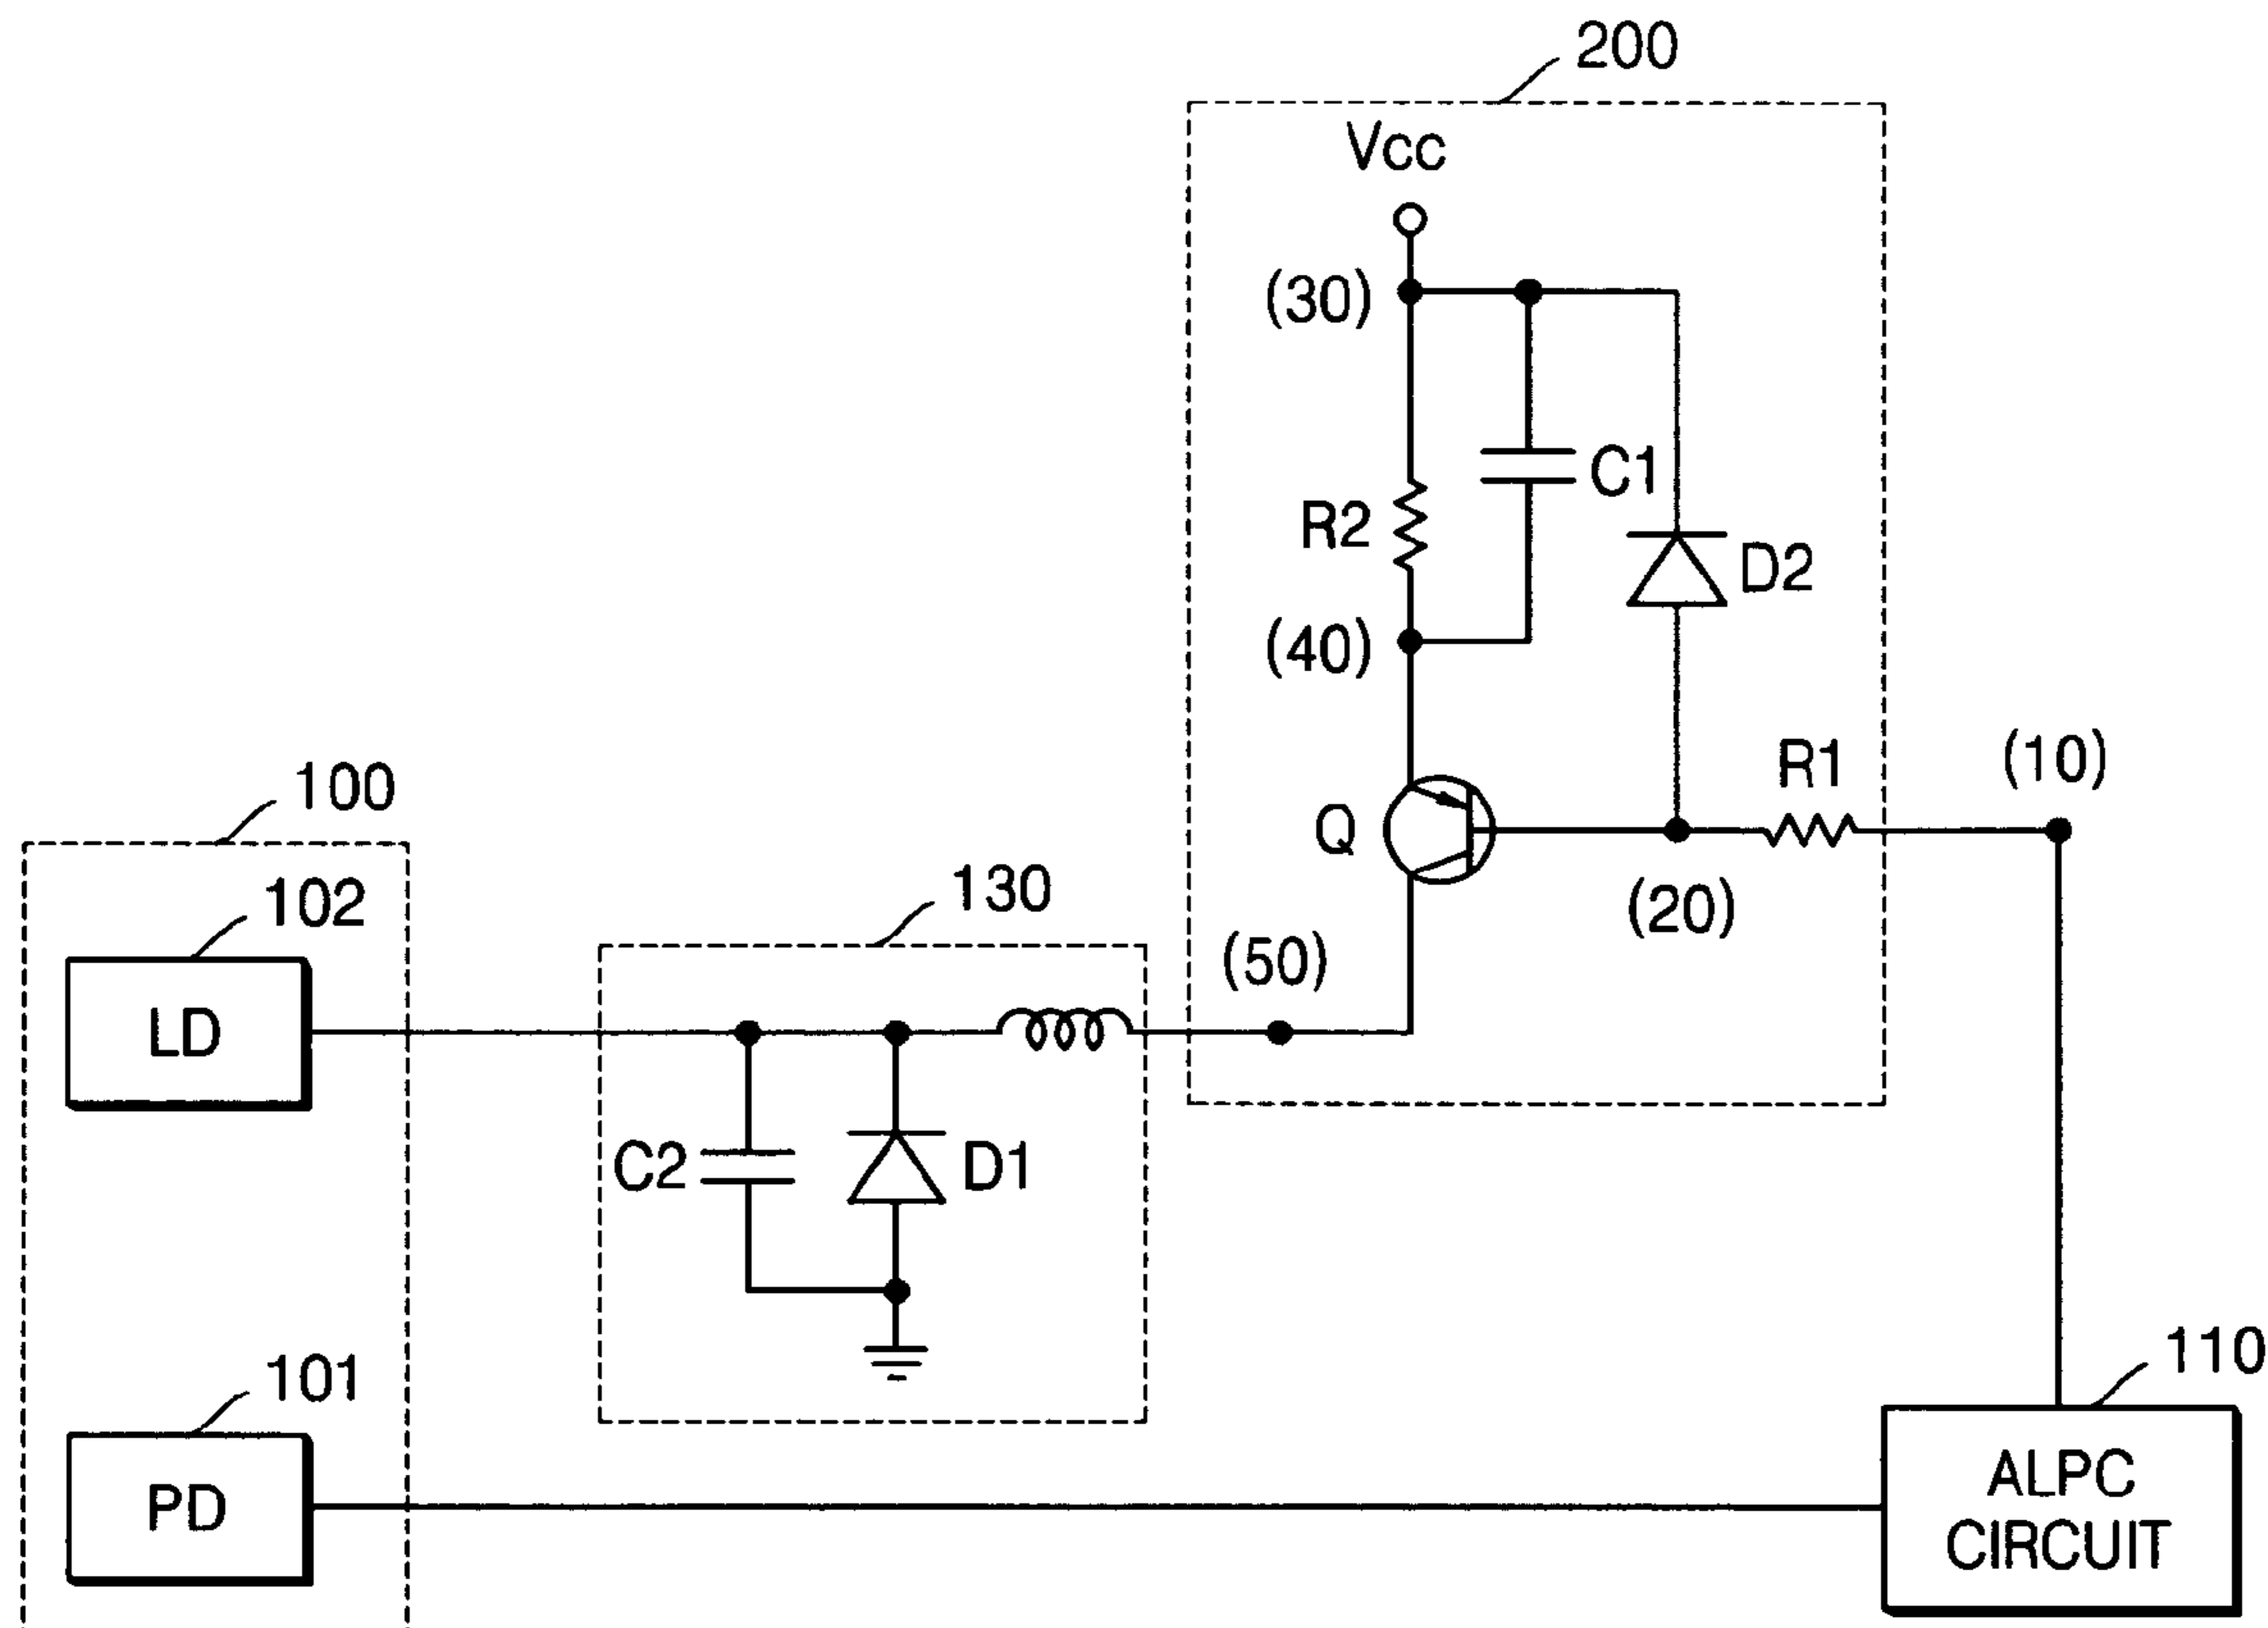 200
Vcc
(30)
C1
R2
D2
(40)
R1
(10)
100
Q
130
102
(20)
(50)
LD
C2
D1
101
110
PD
ALPC
CIRCUIT